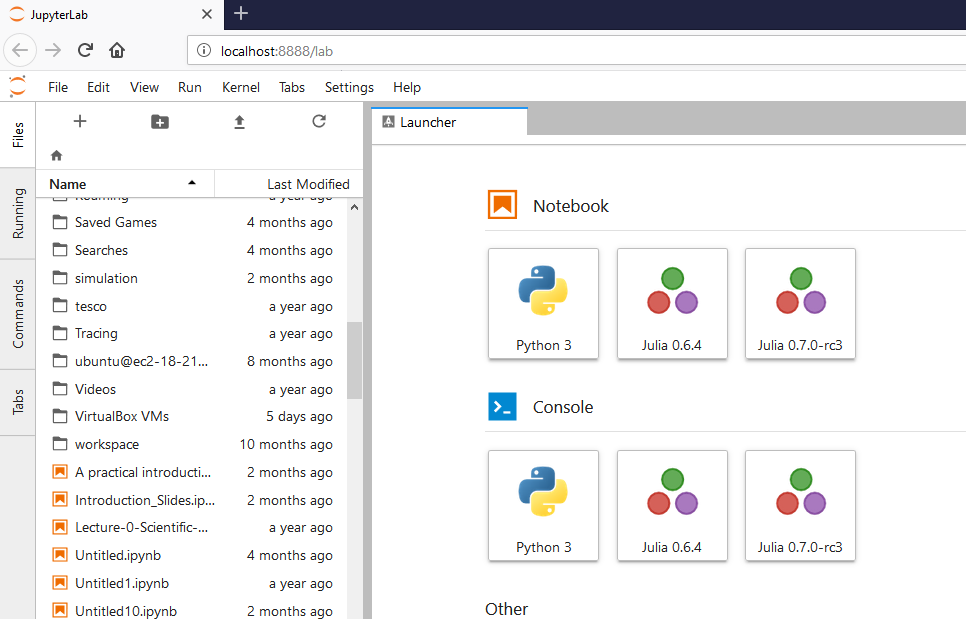 JupyterLab
localhost:8888/lab
File Edit View Run Kernel Tabs Settings Help
Files
Running
Commands
Tabs
Name Last Modified
Roaming a year ago
Saved Games 4 months ago
Searches 4 months ago
simulation 2 months ago
tesco a year ago
Tracing a year ago
ubuntu@ec2-18-21... 8 months ago
Videos a year ago
VirtualBox VMs 5 days ago
workspace 10 months ago
A practical introducti... 2 months ago
Introduction_Slides.ip... 2 months ago
Lecture-0-Scientific-... a year ago
Untitled.ipynb 4 months ago
Untitled1.ipynb a year ago
Untitled10.ipynb 2 months ago
Launcher
Notebook
Python 3 Julia 0.6.4 Julia 0.7.0-rc3
Console
Python 3 Julia 0.6.4 Julia 0.7.0-rc3
Other